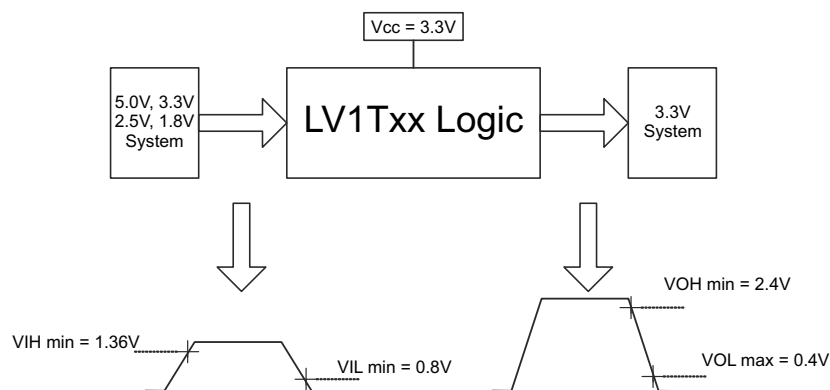 Vcc = 3.3V
5.0V, 3.3V
2.5V, 1.8V
System
LV1Txx Logic
3.3V
System
VIH min = 1.36V
VIL min = 0.8V
VOH min = 2.4V
VOL max = 0.4V